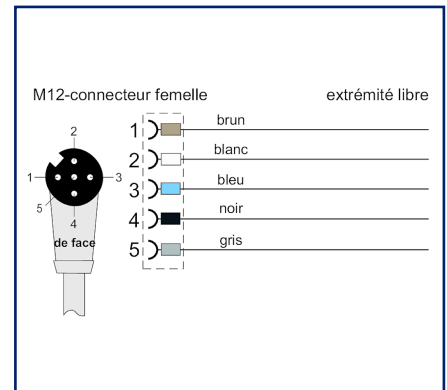 M12-connecteur femelle extrémité libre
2
1 3
5
4
de face
1 brun
2 blanc
3 bleu
4 noir
5 gris